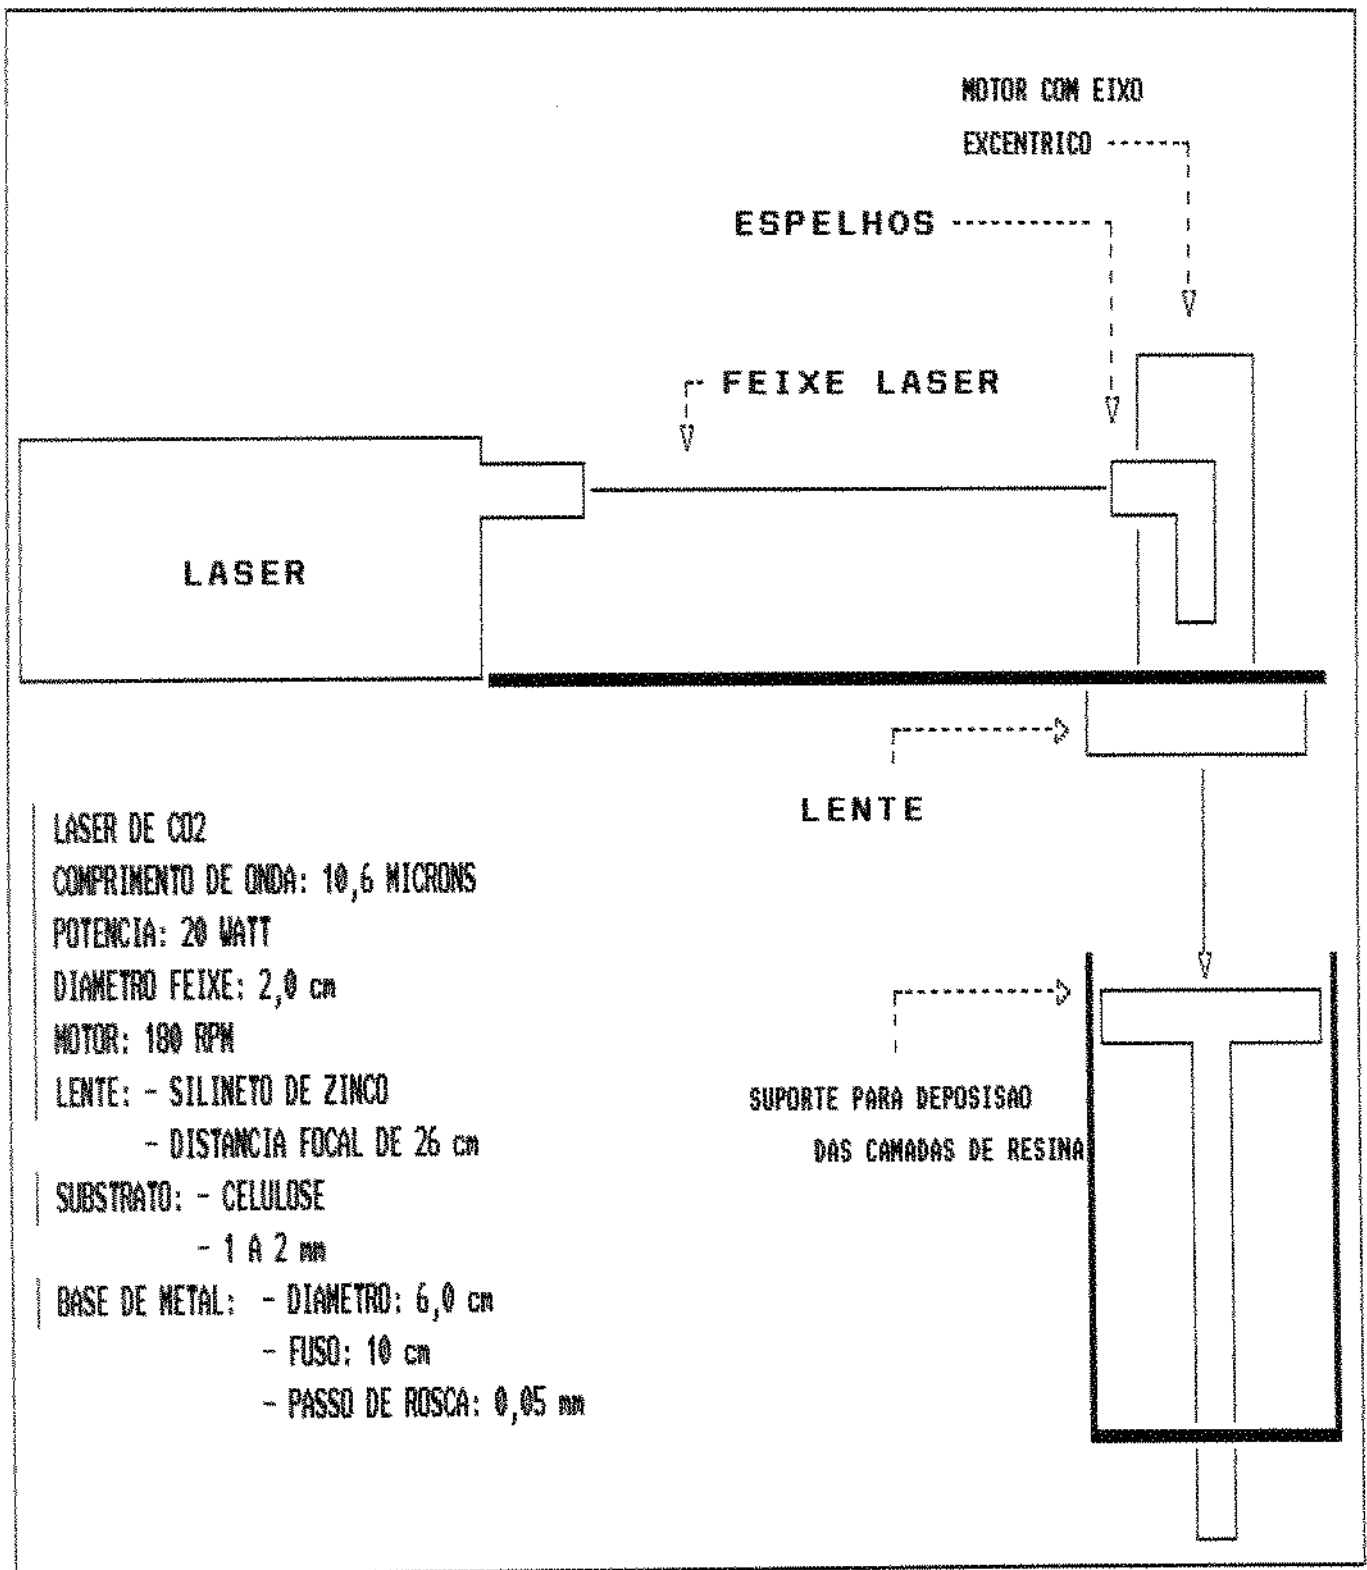 MOTOR COM EIXO
EXCENTRICO
ESPELHOS
FEIXE LASER
LASER
LENTE
LASER DE CO2
COMPRIMENTO DE ONDA: 10,6 MICRONS
POTENCIA: 20 WATT
DIAMETRO FEIXE: 2,0 cm
MOTOR: 180 RPM
LENTE: - SILINETO DE ZINCO
- DISTANCIA FOCAL DE 26 cm
SUBSTRATO: - CELULOSE
- 1 A 2 mm
BASE DE METAL: - DIAMETRO: 6,0 cm
- FUSO: 10 cm
- PASSO DE ROSCA: 0,05 mm
SUPORTE PARA DEPOSISAO
DAS CAMADAS DE RESINA